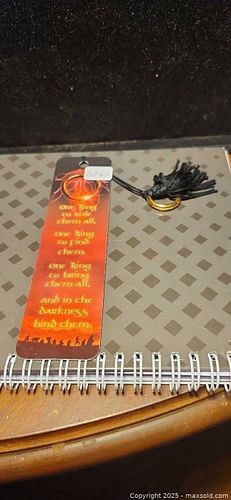 One Ring
to rule
them all,
One Ring
to find
them,
One Ring
to bring
them all,
and in the
darkness
bind them.
Copyright 2025 - maxsold.com